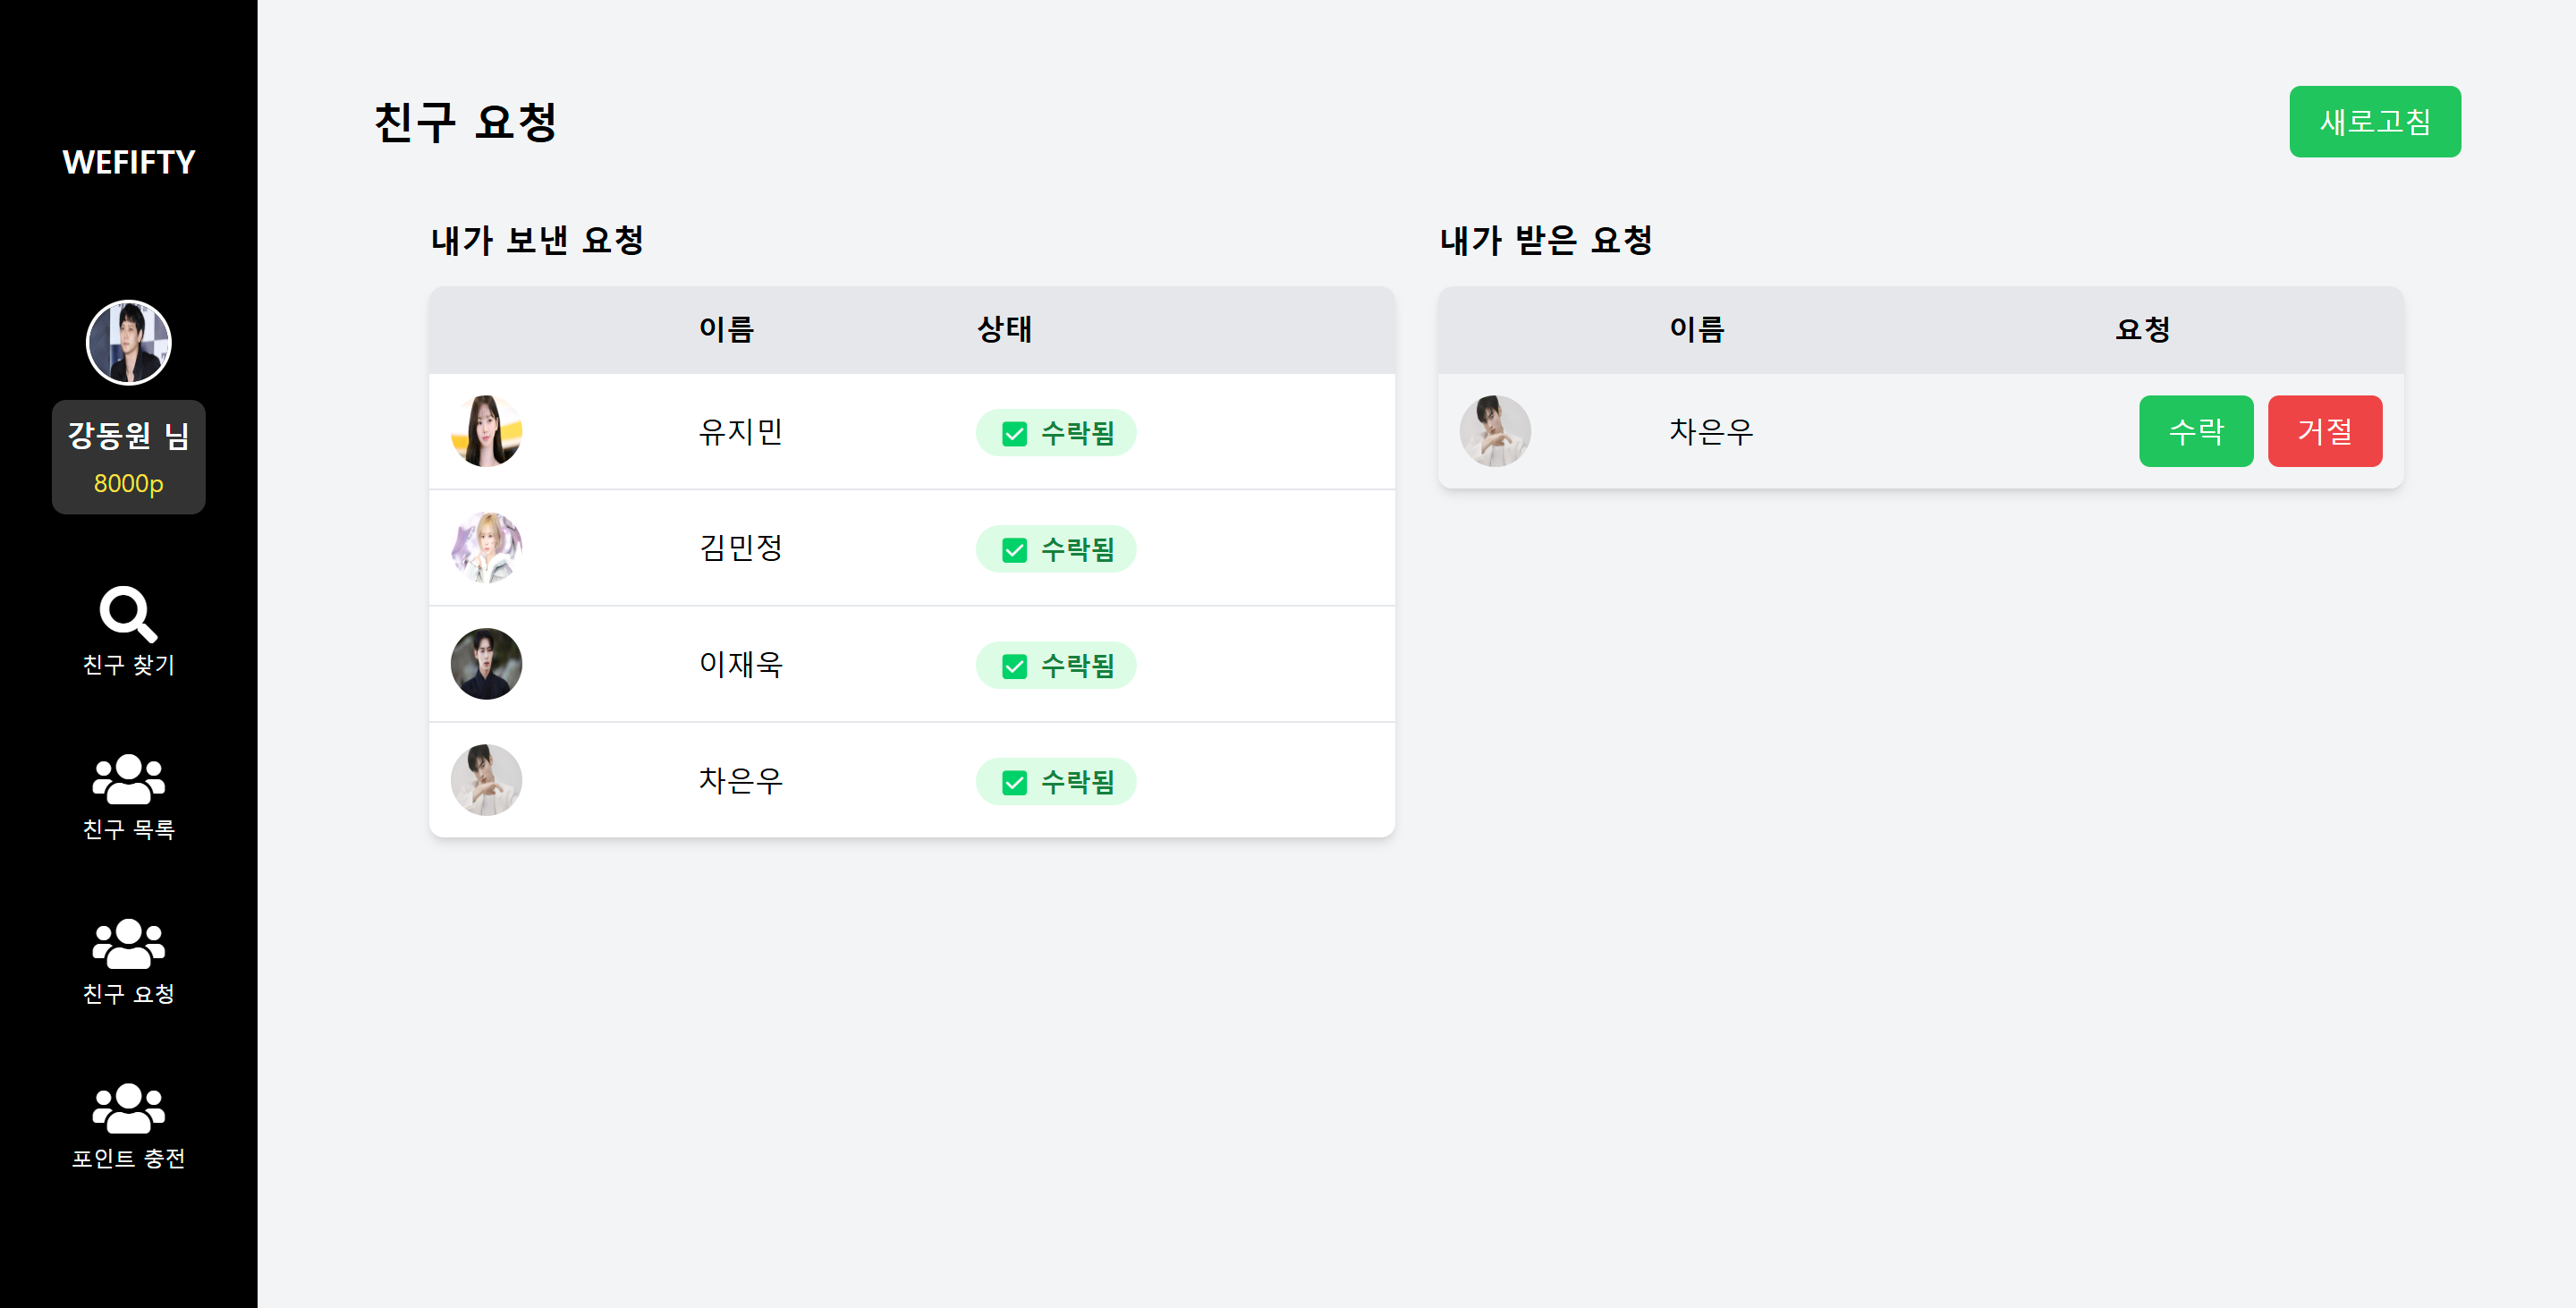 WEFIFTY
강동원 님
8000p
친구 찾기
친구 목록
친구 요청
포인트 충전
친구 요청
새로고침
내가 보낸 요청
이름 상태
유지민 수락됨
김민정 수락됨
이재욱 수락됨
차은우 수락됨
내가 받은 요청
이름 요청
차은우 수락 거절